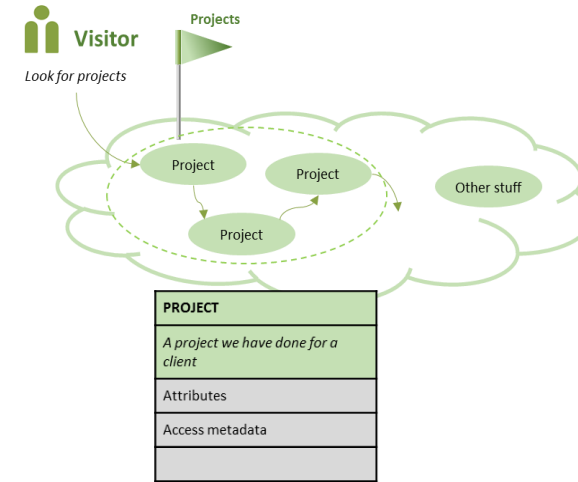 Projects
Visitor
Look for projects
Project
Project
Other stuff
Project
PROJECT
A project we have done for a
client
Attributes
Access metadata